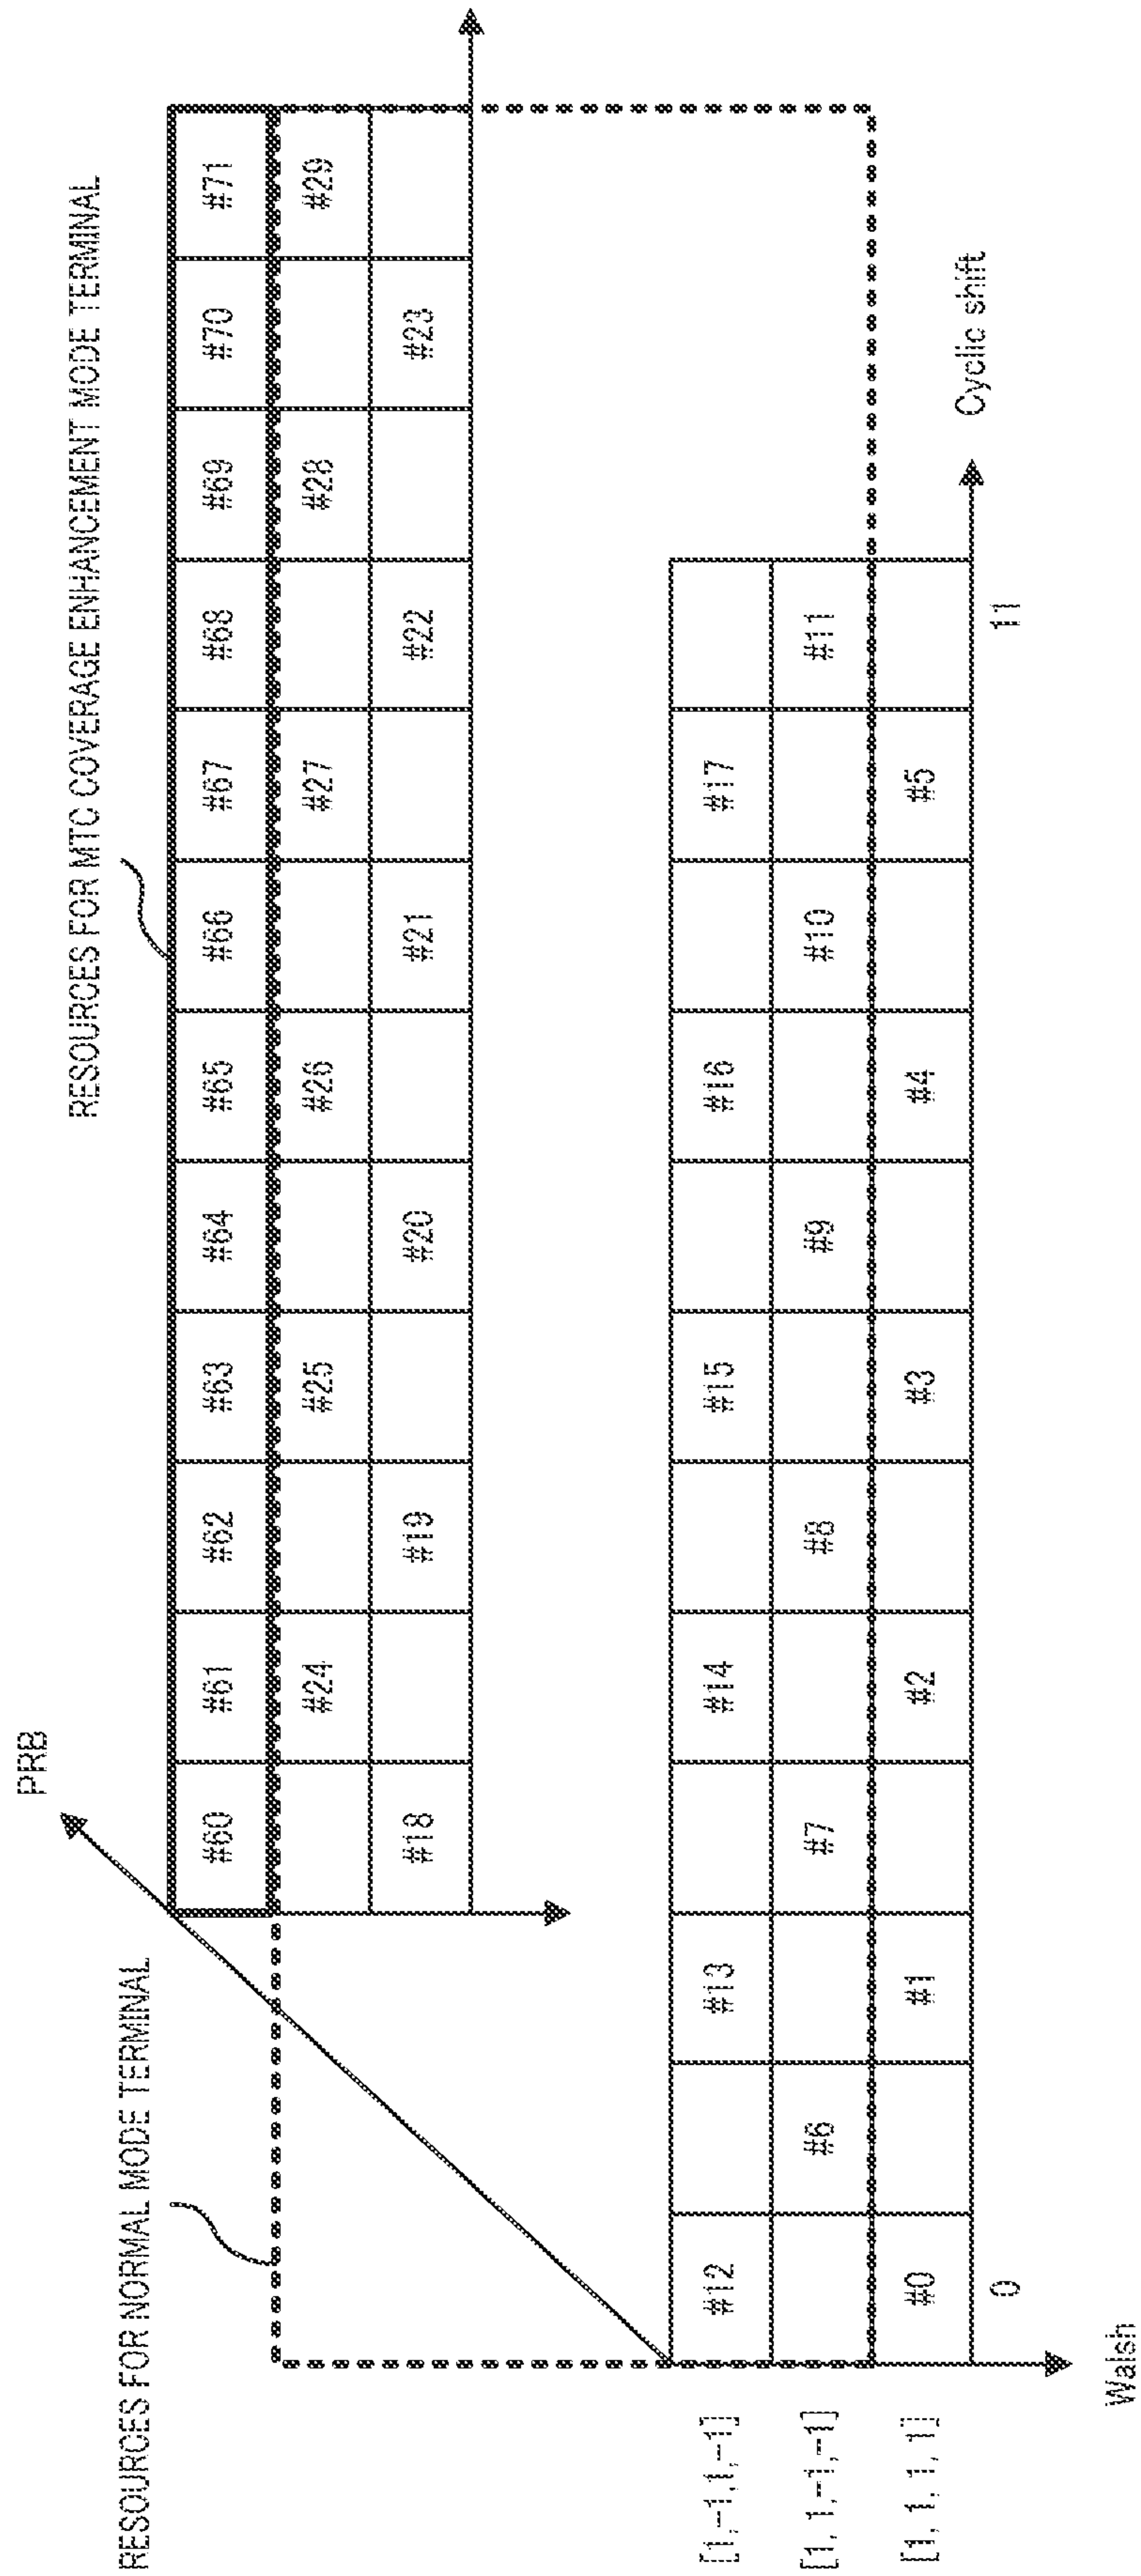 PRB
RESOURCES FOR MTC COVERAGE ENHANCEMENT MODE TERMINAL
RESOURCES FOR NORMAL MODE TERMINAL
#60 #61 #62 #63 #64 #65 #66 #67 #68 #69 #70 #71
#24 #25 #26 #27 #28 #29
#18 #19 #20 #21 #22 #23
[1,-1,1,-1] #12 #13 #14 #15 #16 #17
[1, 1,-1,-1] #6 #7 #8 #9 #10 #11
[1, 1, 1, 1] #0 #1 #2 #3 #4 #5
Cyclic shift
0 11
Walsh